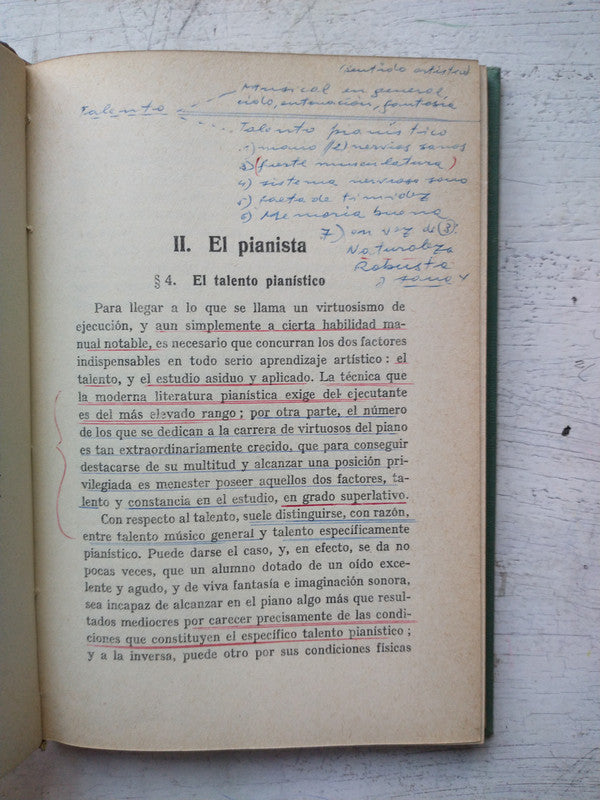 (sentido artístico)
Musical en general,
oido, entonación, fantasía
Talento
Talento pianístico
1) mano (2) nervios sanos
3) (fuerte musculatura)
4) sistema nervioso sano
5) falta de timidez
6) Memoria buena
7) en vez de (3)
Naturaleza
Robusta
y sana
II. El pianista
§ 4. El talento pianístico
Para llegar a lo que se llama un virtuosismo de
ejecución, y aun simplemente a cierta habilidad ma-
nual notable, es necesario que concurran los dos factores
indispensables en todo serio aprendizaje artístico : el
talento, y el estudio asiduo y aplicado. La técnica que
la moderna literatura pianística exige del ejecutante
es del más elevado rango ; por otra parte, el número
de los que se dedican a la carrera de virtuosos del piano
es tan extraordinariamente crecido, que para conseguir
destacarse de su multitud y alcanzar una posición pri-
vilegiada es menester poseer aquellos dos factores, ta-
lento y constancia en el estudio, en grado superlativo.
Con respecto al talento, suele distinguirse, con razón,
entre talento músico general y talento específicamente
pianístico. Puede darse el caso, y, en efecto, se da no
pocas veces, que un alumno dotado de un oído exce-
lente y agudo, y de viva fantasía e imaginación sonora,
sea incapaz de alcanzar en el piano algo más que resul-
tados mediocres por carecer precisamente de las condi-
ciones que constituyen el específico talento pianístico ;
y a la inversa, puede otro por sus condiciones físicas